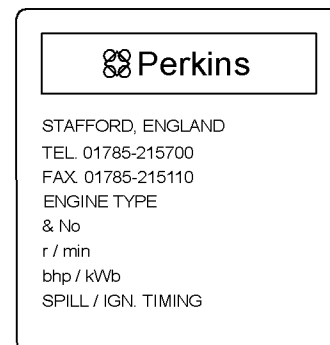 Perkins
STAFFORD, ENGLAND
TEL. 01785-215700
FAX. 01785-215110
ENGINE TYPE
& No
r / min
bhp / kWb
SPILL / IGN. TIMING